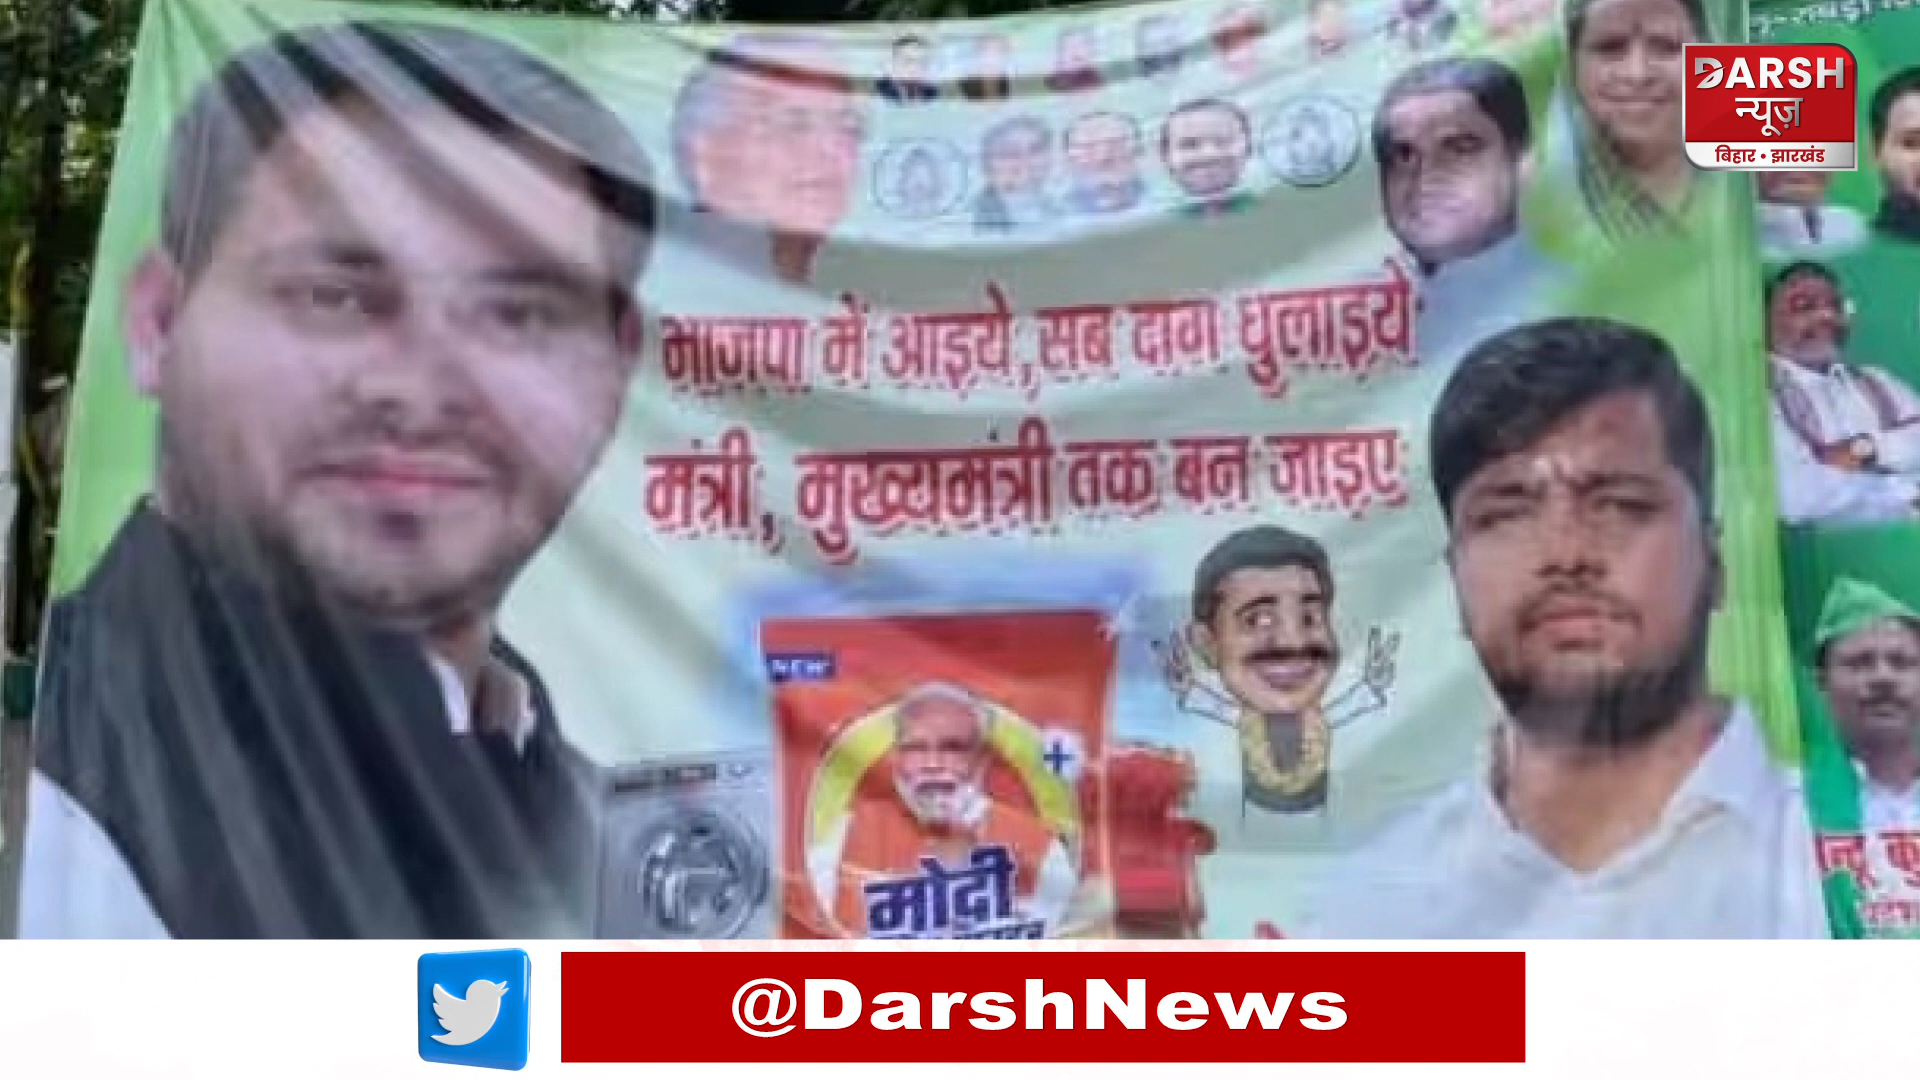 DARSH
न्यूज़
बिहार • झारखंड
भाजपा में आइये, सब दाग धुलाइये
मंत्री, मुख्यमंत्री तक बन जाइए
NEW
+
मोदी
@DarshNews